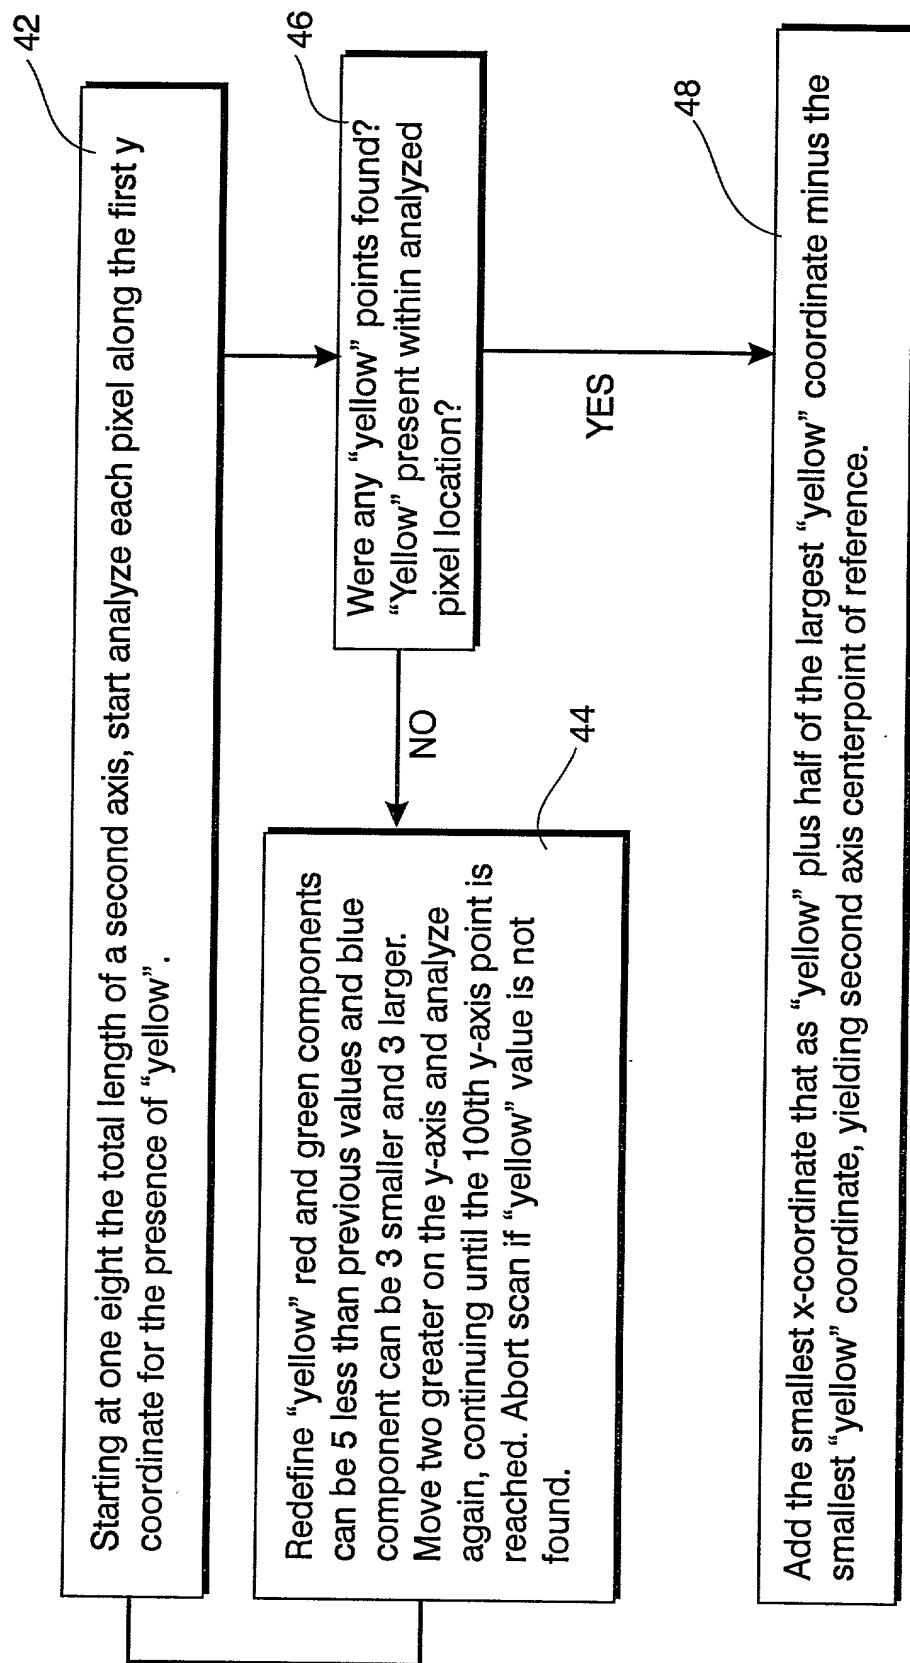 42
Starting at one eight the total length of a second axis, start analyze each pixel along the first y
coordinate for the presence of “yellow”.
46
Were any “yellow” points found?
“Yellow” present within analyzed
pixel location?
NO
YES
44
Redefine “yellow” red and green components
can be 5 less than previous values and blue
component can be 3 smaller and 3 larger.
Move two greater on the y-axis and analyze
again, continuing until the 100th y-axis point is
reached. Abort scan if “yellow” value is not
found.
48
Add the smallest x-coordinate that as “yellow” plus half of the largest “yellow” coordinate minus the
smallest “yellow” coordinate, yielding second axis centerpoint of reference.